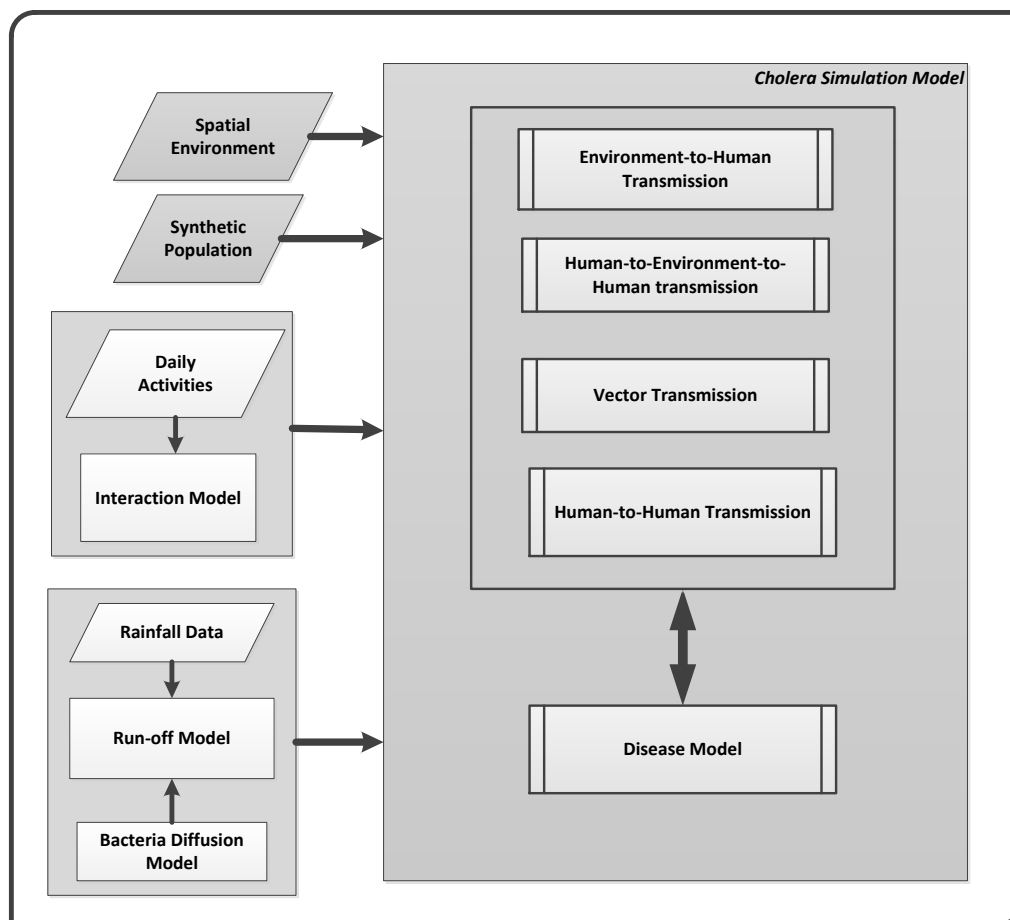 Cholera Simulation Model
Spatial
Environment
Synthetic
Population
Daily
Activities
Interaction Model
Rainfall Data
Run-off Model
Bacteria Diffusion
Model
Environment-to-Human
Transmission
Human-to-Environment-to-
Human transmission
Vector Transmission
Human-to-Human Transmission
Disease Model